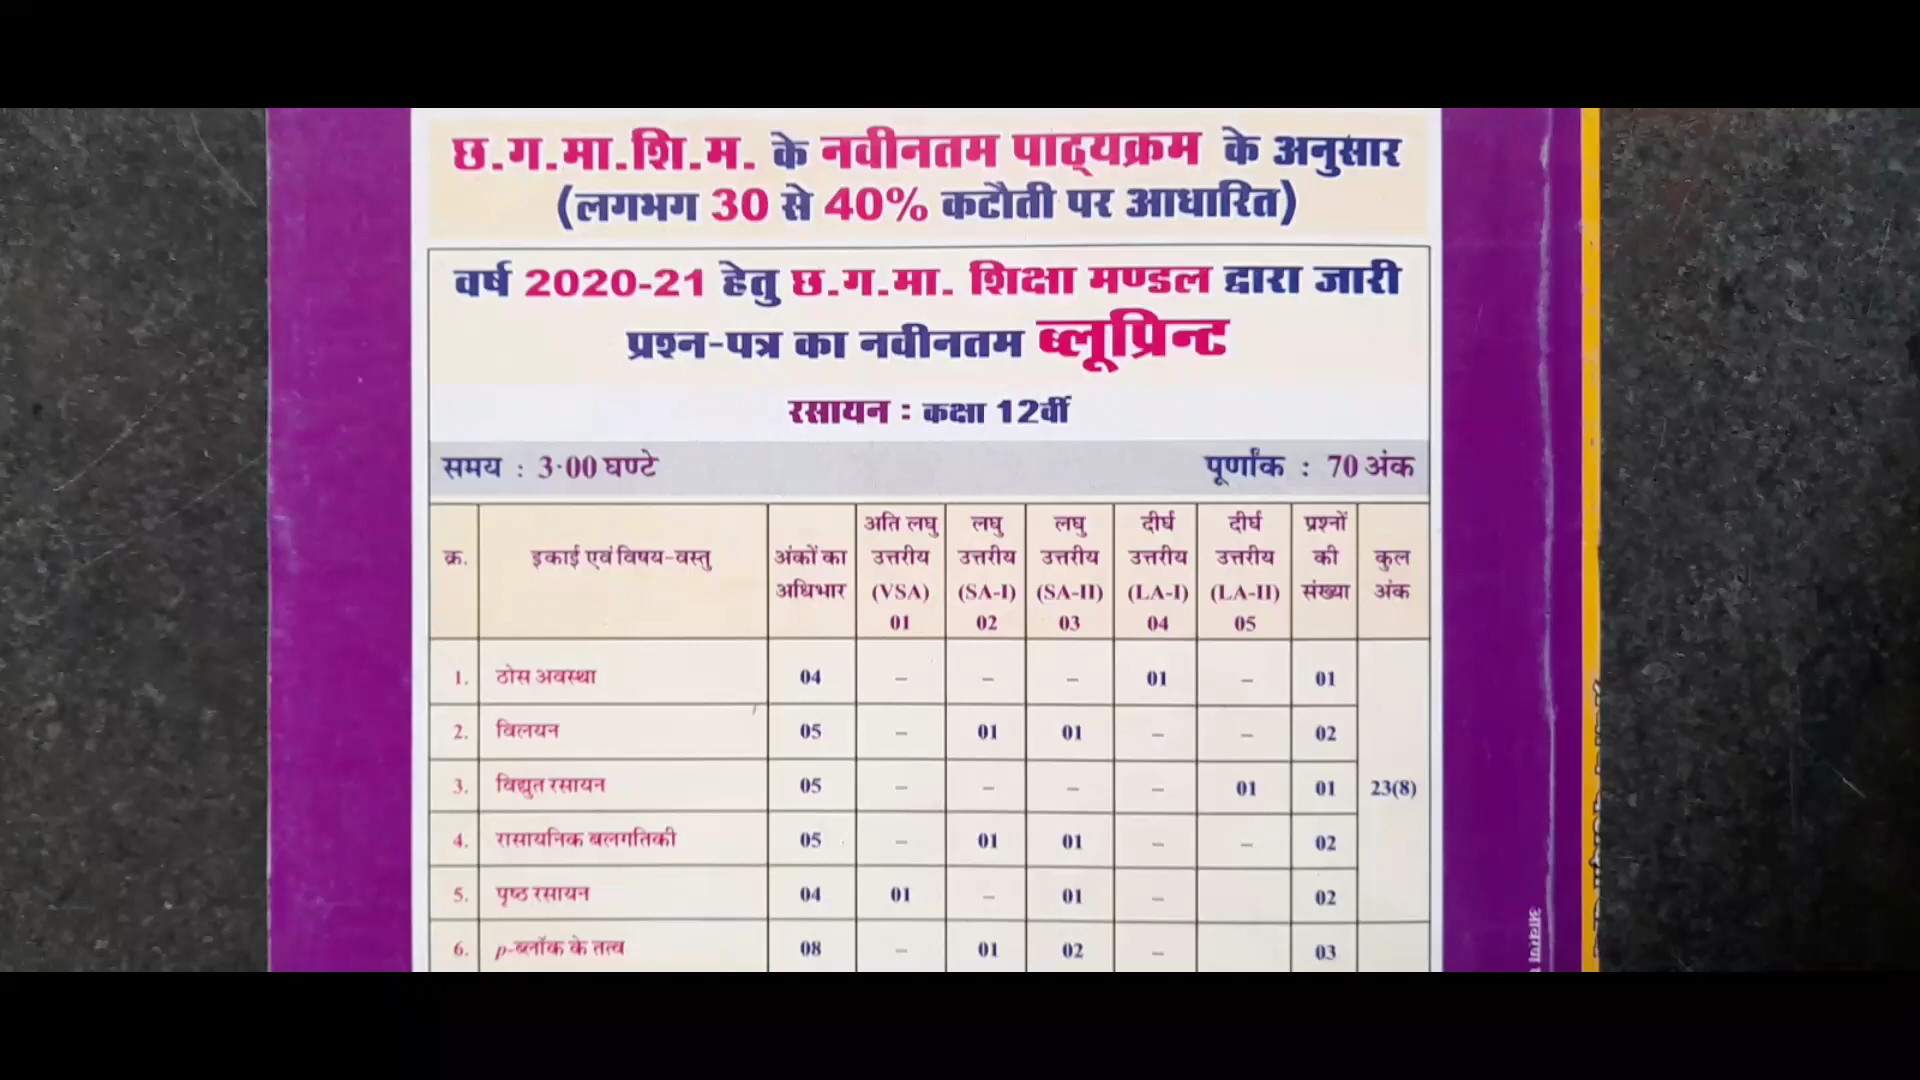 छ.ग.मा.शि.म. के नवीनतम पाठ्यक्रम के अनुसार
(लगभग 30 से 40% कटौती पर आधारित)
वर्ष 2020-21 हेतु छ.ग.मा. शिक्षा मण्डल द्वारा जारी
प्रश्न-पत्र का नवीनतम ब्लूप्रिन्ट
रसायन : कक्षा 12वीं
समय : 3·00 घण्टे पूर्णांक : 70 अंक
क्र. इकाई एवं विषय-वस्तु अंकों का अधिभार अति लघु उत्तरीय (VSA) 01 लघु उत्तरीय (SA-I) 02 लघु उत्तरीय (SA-II) 03 दीर्घ उत्तरीय (LA-I) 04 दीर्घ उत्तरीय (LA-II) 05 प्रश्नों की संख्या कुल अंक
1. ठोस अवस्था 04 – – – 01 – 01
2. विलयन 05 – 01 01 – – 02
3. विद्युत रसायन 05 – – – – 01 01 23(8)
4. रासायनिक बलगतिकी 05 – 01 01 – – 02
5. पृष्ठ रसायन 04 01 – 01 – 02
6. p-ब्लॉक के तत्व 08 – 01 02 – 03
आवरण